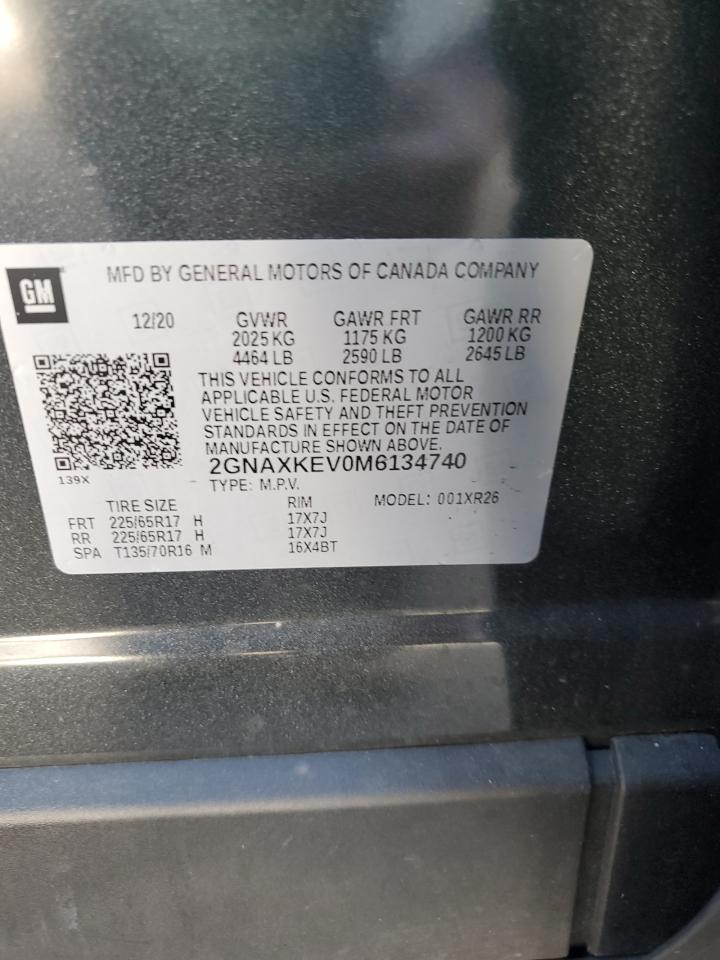 GM
MFD BY GENERAL MOTORS OF CANADA COMPANY
12/20 GVWR GAWR FRT GAWR RR
2025 KG 1175 KG 1200 KG
4464 LB 2590 LB 2645 LB
THIS VEHICLE CONFORMS TO ALL
APPLICABLE U.S. FEDERAL MOTOR
VEHICLE SAFETY AND THEFT PREVENTION
STANDARDS IN EFFECT ON THE DATE OF
MANUFACTURE SHOWN ABOVE.
139X
2GNAXKEV0M6134740
TYPE: M.P.V. MODEL: 001XR26
TIRE SIZE RIM
FRT 225/65R17 H 17X7J
RR 225/65R17 H 17X7J
SPA T135/70R16 M 16X4BT